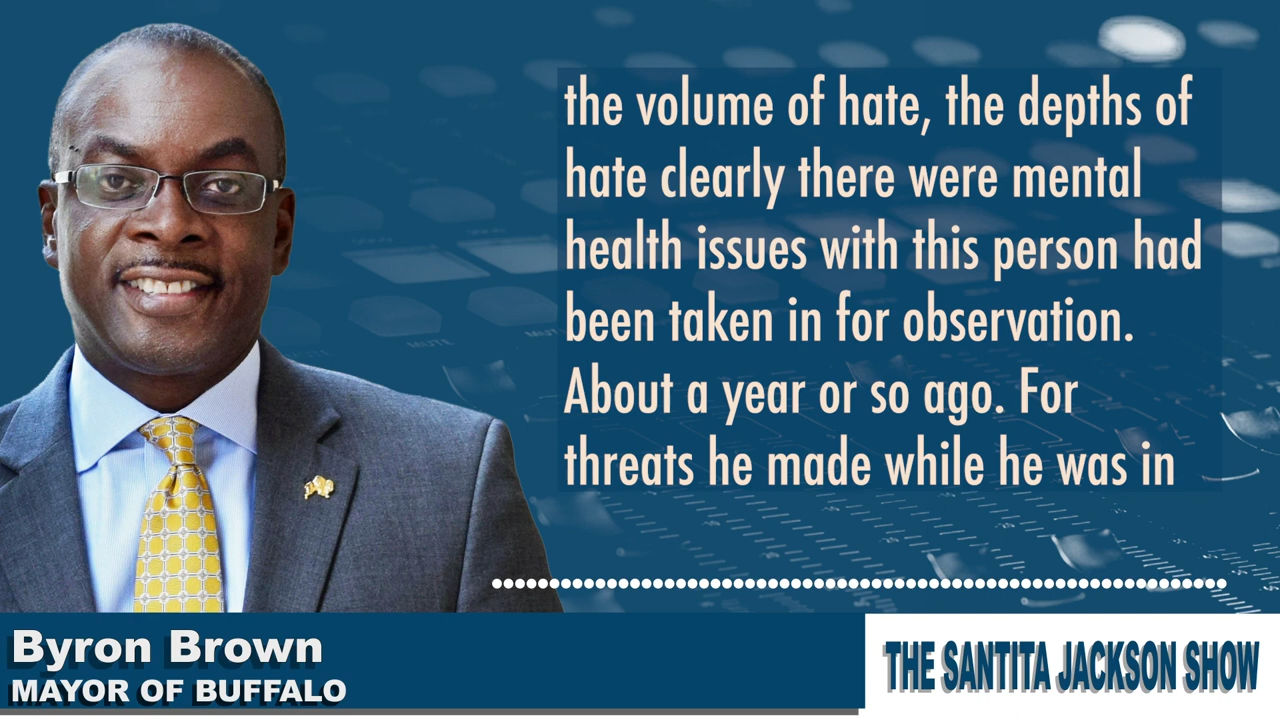 the volume of hate, the depths of
hate clearly there were mental
health issues with this person had
been taken in for observation.
About a year or so ago. For
threats he made while he was in
Byron Brown
MAYOR OF BUFFALO
THE SANTITA JACKSON SHOW